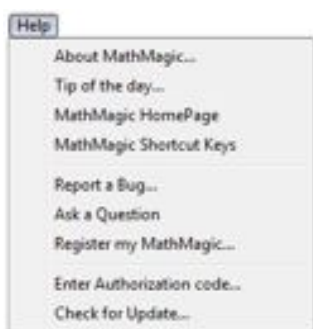 Help
About MathMagic...
Tip of the day...
MathMagic HomePage
MathMagic Shortcut Keys
Report a Bug...
Ask a Question
Register my MathMagic...
Enter Authorization code...
Check for Update...